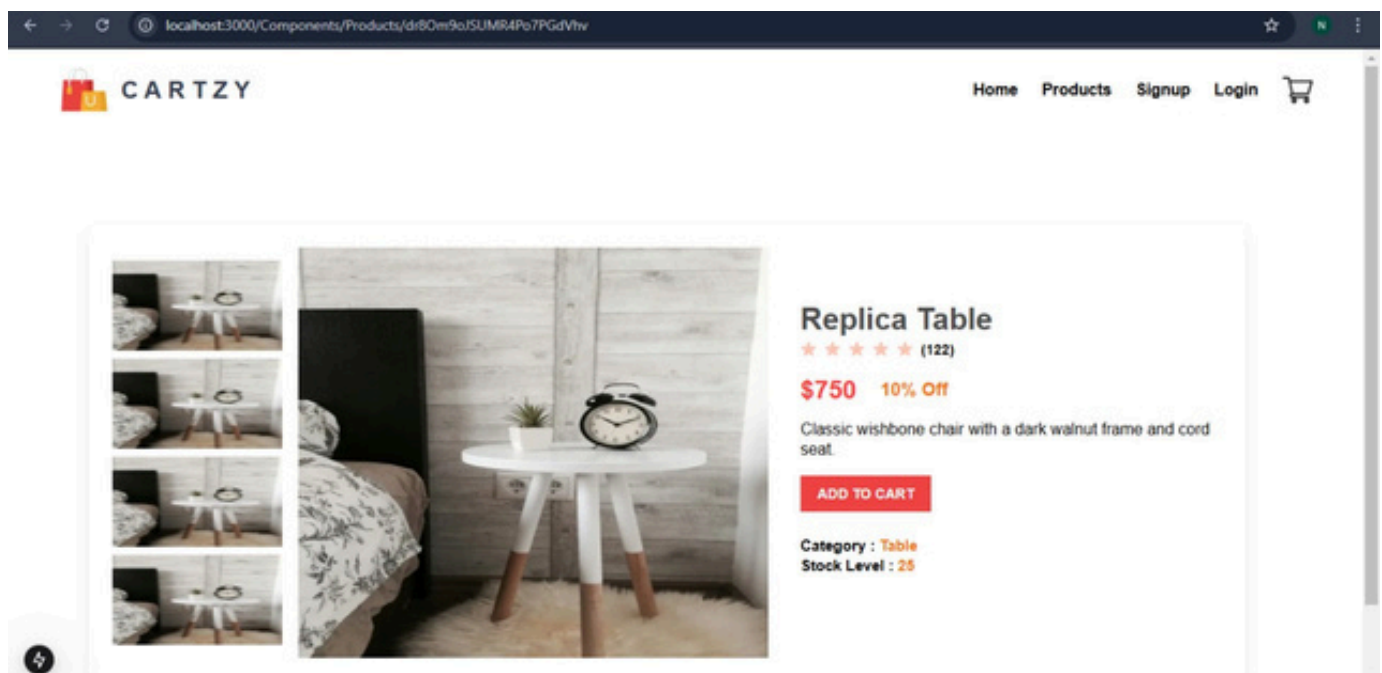 localhost:3000/Components/Products/dr8Om9oJSUMR4Po7PGdVhv
N
U
CARTZY
Home Products Signup Login
Replica Table
(122)
$750 10% Off
Classic wishbone chair with a dark walnut frame and cord
seat.
ADD TO CART
Category : Table
Stock Level : 25